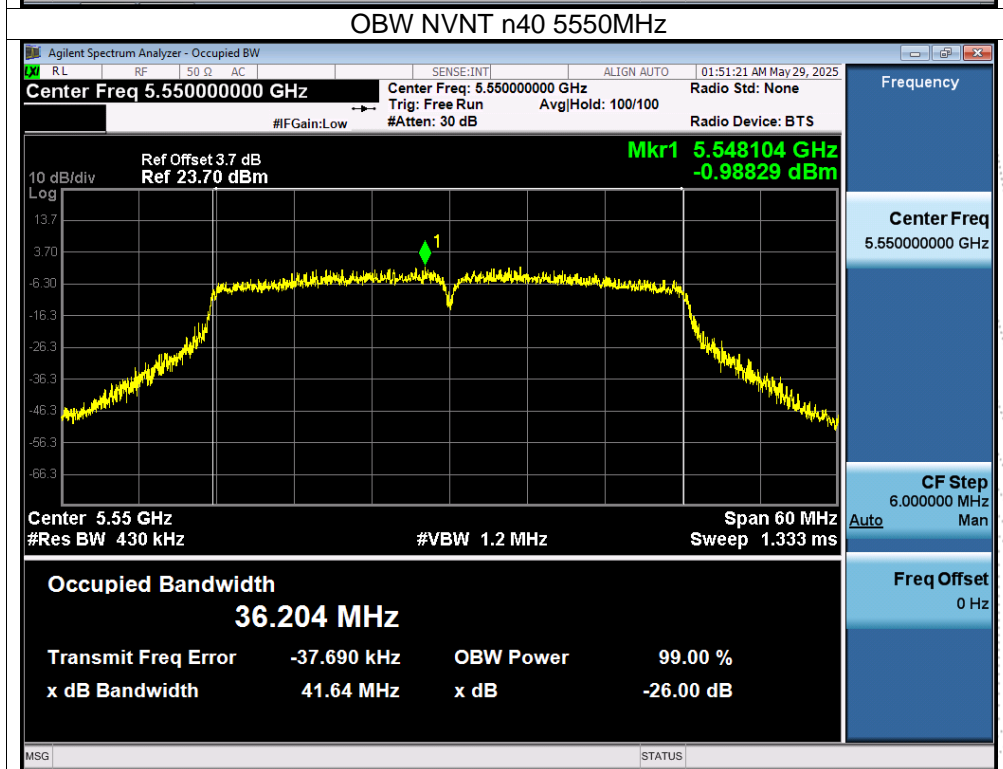 OBW NVNT n40 5550MHz
Agilent Spectrum Analyzer - Occupied BW
LXI RL RF 50 Ω AC SENSE:INT ALIGN AUTO 01:51:21 AM May 29, 2025
Center Freq 5.550000000 GHz
Center Freq: 5.550000000 GHz Radio Std: None
Trig: Free Run Avg|Hold: 100/100
#IFGain:Low #Atten: 30 dB Radio Device: BTS
Mkr1 5.548104 GHz
-0.98829 dBm
Ref Offset 3.7 dB
10 dB/div Ref 23.70 dBm
Log
13.7
3.70
-6.30
-16.3
-26.3
-36.3
-46.3
-56.3
-66.3
1
Center 5.55 GHz Span 60 MHz
#Res BW 430 kHz #VBW 1.2 MHz Sweep 1.333 ms
Occupied Bandwidth
36.204 MHz
Transmit Freq Error -37.690 kHz OBW Power 99.00 %
x dB Bandwidth 41.64 MHz x dB -26.00 dB
Frequency
Center Freq
5.550000000 GHz
CF Step
6.000000 MHz
Auto Man
Freq Offset
0 Hz
MSG STATUS